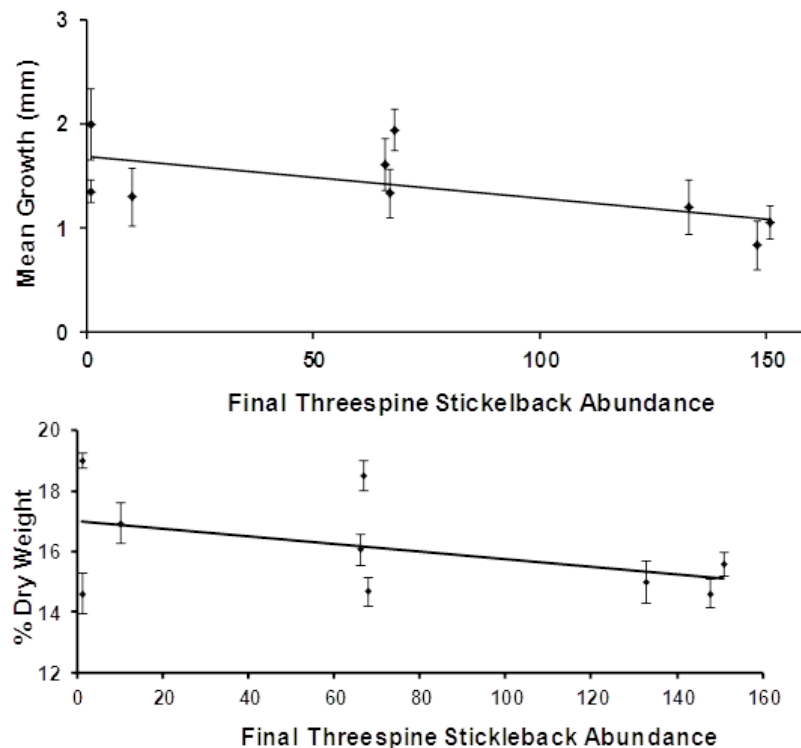 3
2
1
0
Mean Growth (mm)
0 50 100 150
Final Threespine Stickelback Abundance
20
18
16
14
12
% Dry Weight
0 20 40 60 80 100 120 140 160
Final Threespine Stickleback Abundance